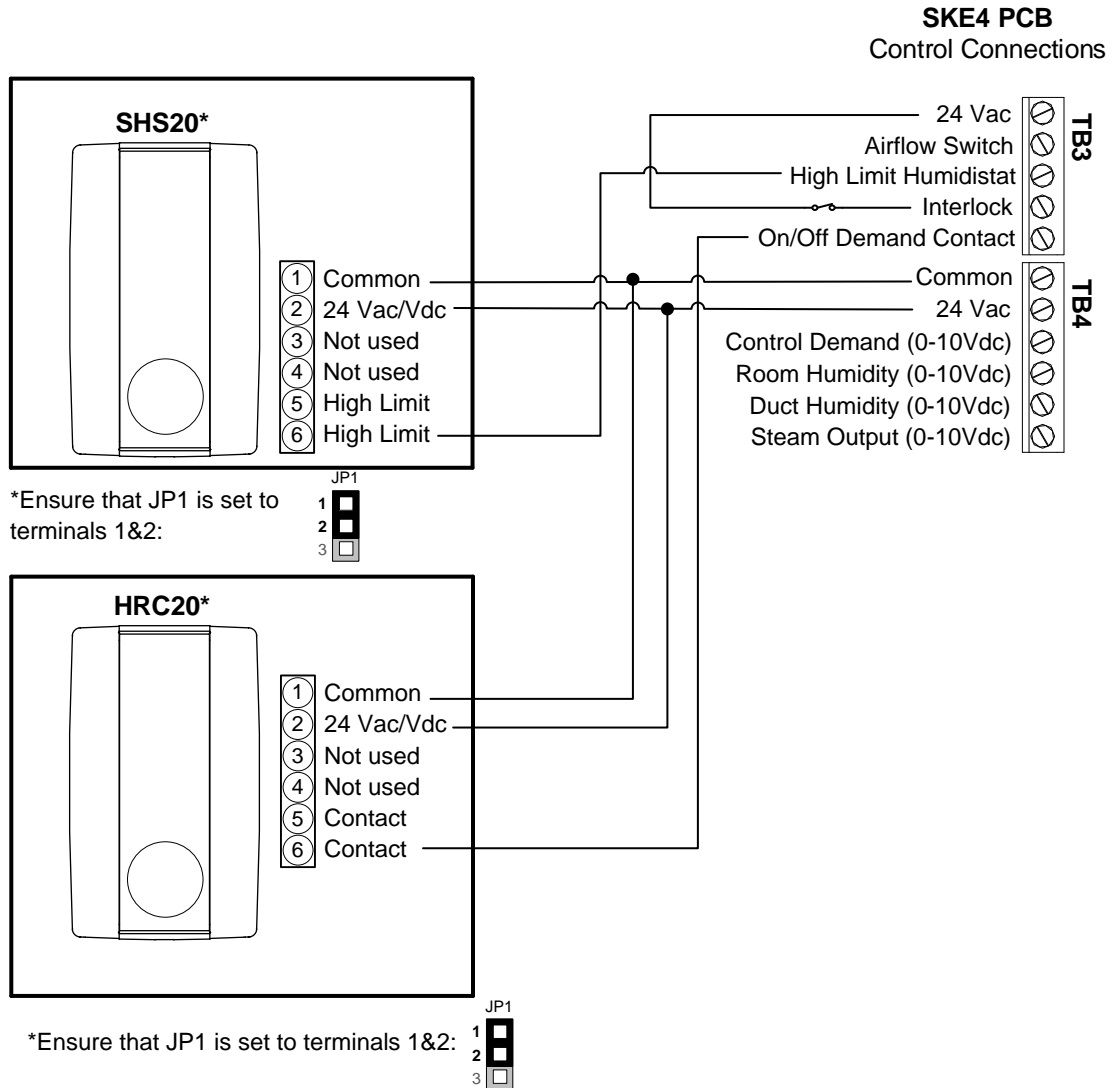 SKE4 PCB
Control Connections
24 Vac
Airflow Switch
High Limit Humidistat
Interlock
On/Off Demand Contact
TB3
Common
24 Vac
Control Demand (0-10Vdc)
Room Humidity (0-10Vdc)
Duct Humidity (0-10Vdc)
Steam Output (0-10Vdc)
TB4
SHS20*
1 Common
2 24 Vac/Vdc
3 Not used
4 Not used
5 High Limit
6 High Limit
*Ensure that JP1 is set to
terminals 1&2:
JP1
1
2
3
HRC20*
1 Common
2 24 Vac/Vdc
3 Not used
4 Not used
5 Contact
6 Contact
*Ensure that JP1 is set to terminals 1&2:
JP1
1
2
3